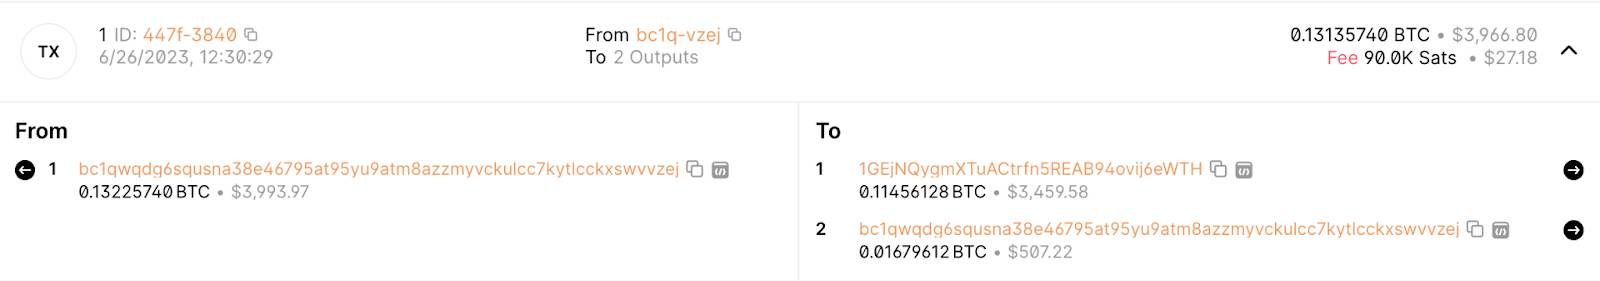 TX
1 ID: 447f-3840
6/26/2023, 12:30:29
From bc1q-vzej
To 2 Outputs
0.13135740 BTC • $3,966.80
Fee 90.0K Sats • $27.18
From
1 bc1qwqdg6squsna38e46795at95yu9atm8azzmyvckulcc7kytlcckxswvvzej
0.13225740 BTC • $3,993.97
To
1 1GEjNQygmXTuACtrfn5REAB94ovij6eWTH
0.11456128 BTC • $3,459.58
2 bc1qwqdg6squsna38e46795at95yu9atm8azzmyvckulcc7kytlcckxswvvzej
0.01679612 BTC • $507.22